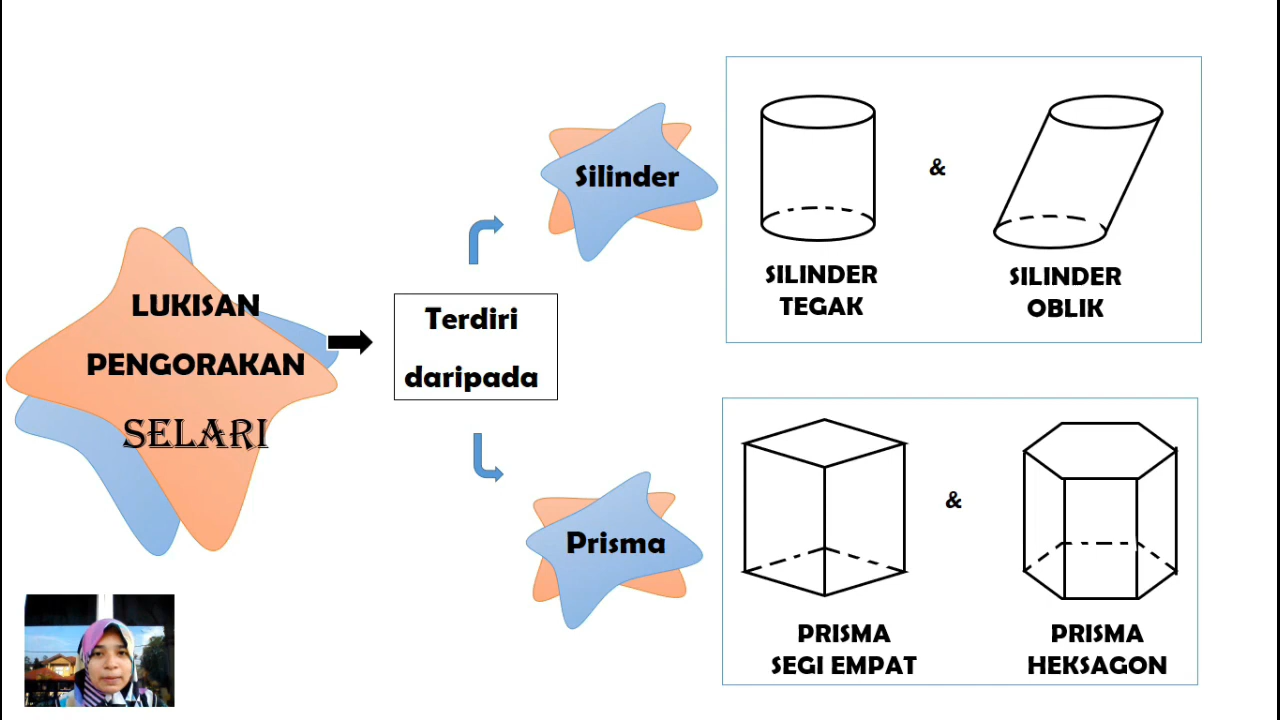 LUKISAN
PENGORAKAN
SELARI
Terdiri
daripada
Silinder
&
SILINDER
TEGAK
SILINDER
OBLIK
Prisma
&
PRISMA
SEGI EMPAT
PRISMA
HEKSAGON